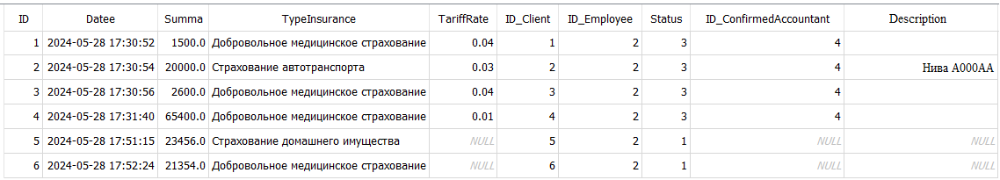 ID Datee Summa TypeInsurance TariffRate ID_Client ID_Employee Status ID_ConfirmedAccountant Description
1 2024-05-28 17:30:52 1500.0 Добровольное медицинское страхование 0.04 1 2 3 4
2 2024-05-28 17:30:54 20000.0 Страхование автотранспорта 0.03 2 2 3 4 Нива А000АА
3 2024-05-28 17:30:56 2600.0 Добровольное медицинское страхование 0.04 3 2 3 4
4 2024-05-28 17:31:40 65400.0 Добровольное медицинское страхование 0.01 4 2 3 4
5 2024-05-28 17:51:15 23456.0 Страхование домашнего имущества NULL 5 2 1 NULL NULL
6 2024-05-28 17:52:24 21354.0 Добровольное медицинское страхование NULL 6 2 1 NULL NULL